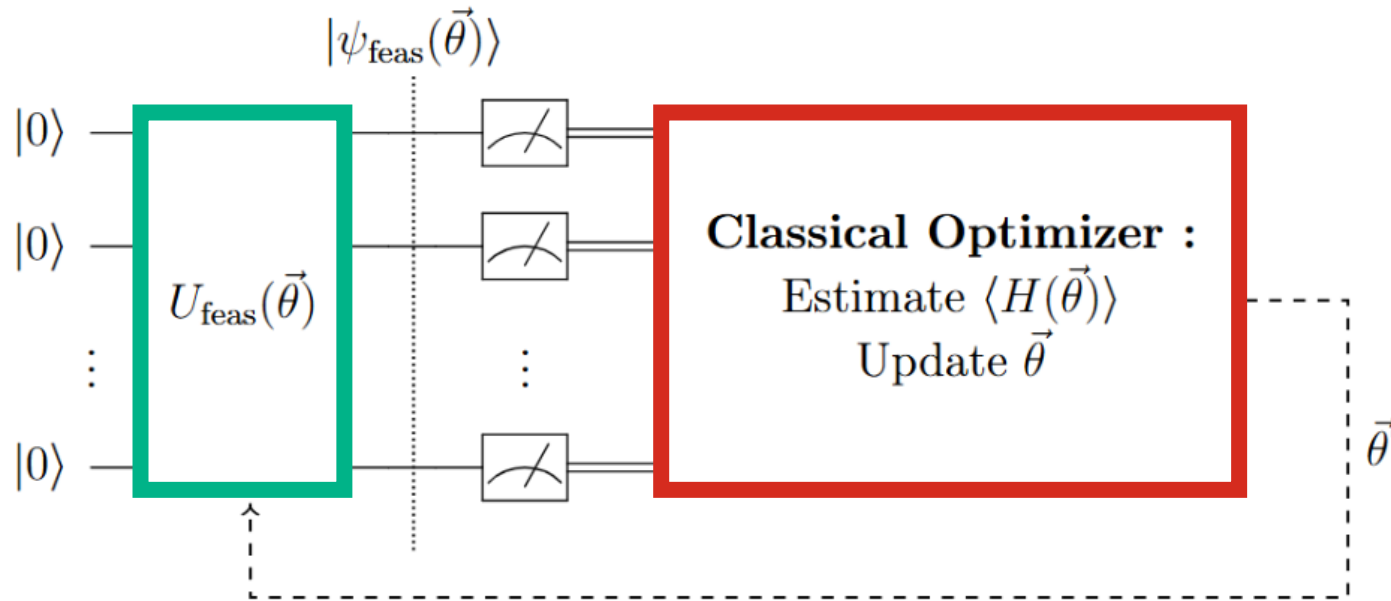 |ψ_feas(θ⃗)⟩
|0⟩
|0⟩
⋮
|0⟩
U_feas(θ⃗)
⋮
Classical Optimizer :
Estimate ⟨H(θ⃗)⟩
Update θ⃗
θ⃗